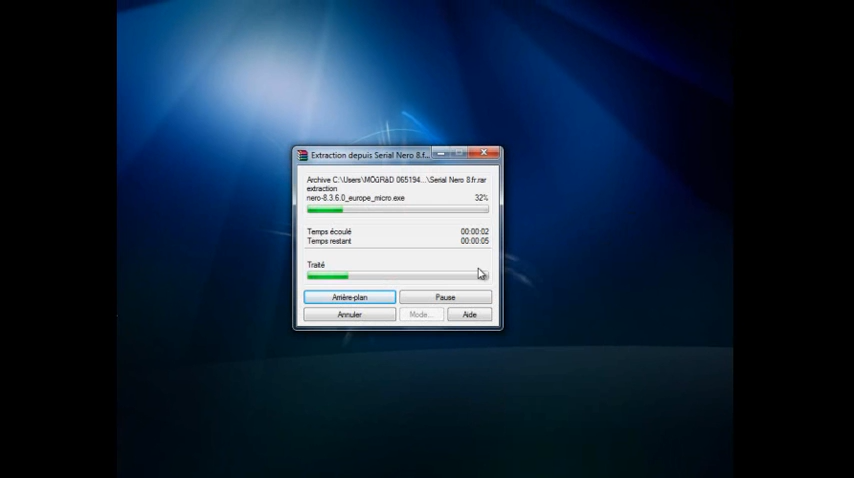 Extraction depuis Serial Nero 8.f...
Archive C:\Users\MOûRàD 065194...\Serial Nero 8.fr.rar
extraction
nero-8.3.6.0_europe_micro.exe 32%
Temps écoulé 00:00:02
Temps restant 00:00:05
Traité
Arrière-plan Pause
Annuler Mode... Aide